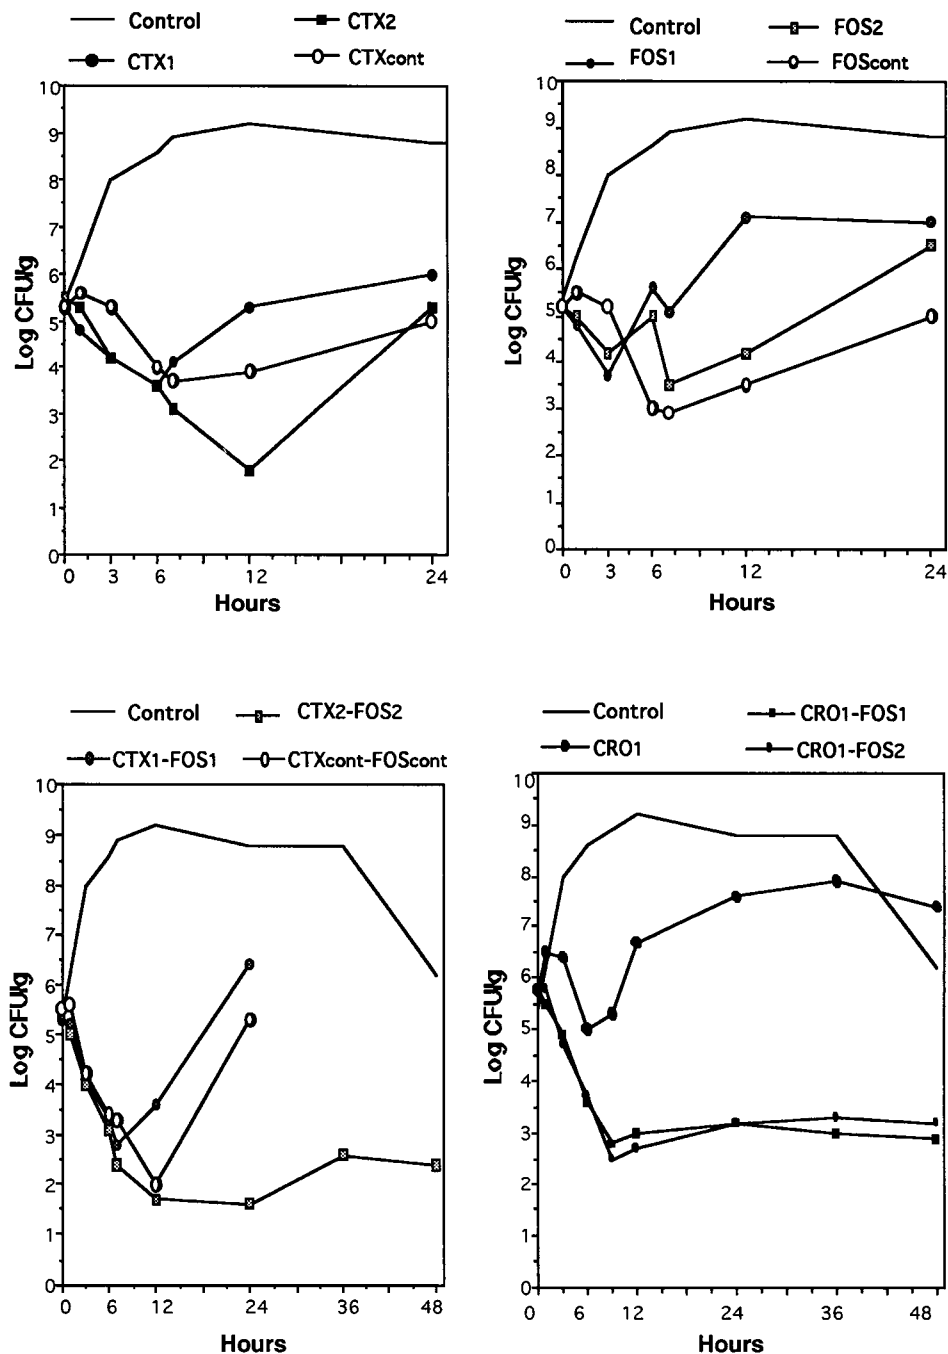 Control CTX2
CTX1 CTXcont
10
9
8
7
6
5
4
3
2
1
0
Log CFU/g
0 3 6 12 24
Hours
Control FOS2
FOS1 FOScont
10
9
8
7
6
5
4
3
2
1
0
Log CFU/g
0 3 6 12 24
Hours
Control CTX2-FOS2
CTX1-FOS1 CTXcont-FOScont
10
9
8
7
6
5
4
3
2
1
0
Log CFU/g
0 6 12 24 36 48
Hours
Control CRO1-FOS1
CRO1 CRO1-FOS2
10
9
8
7
6
5
4
3
2
1
0
Log CFU/g
0 6 12 24 36 48
Hours